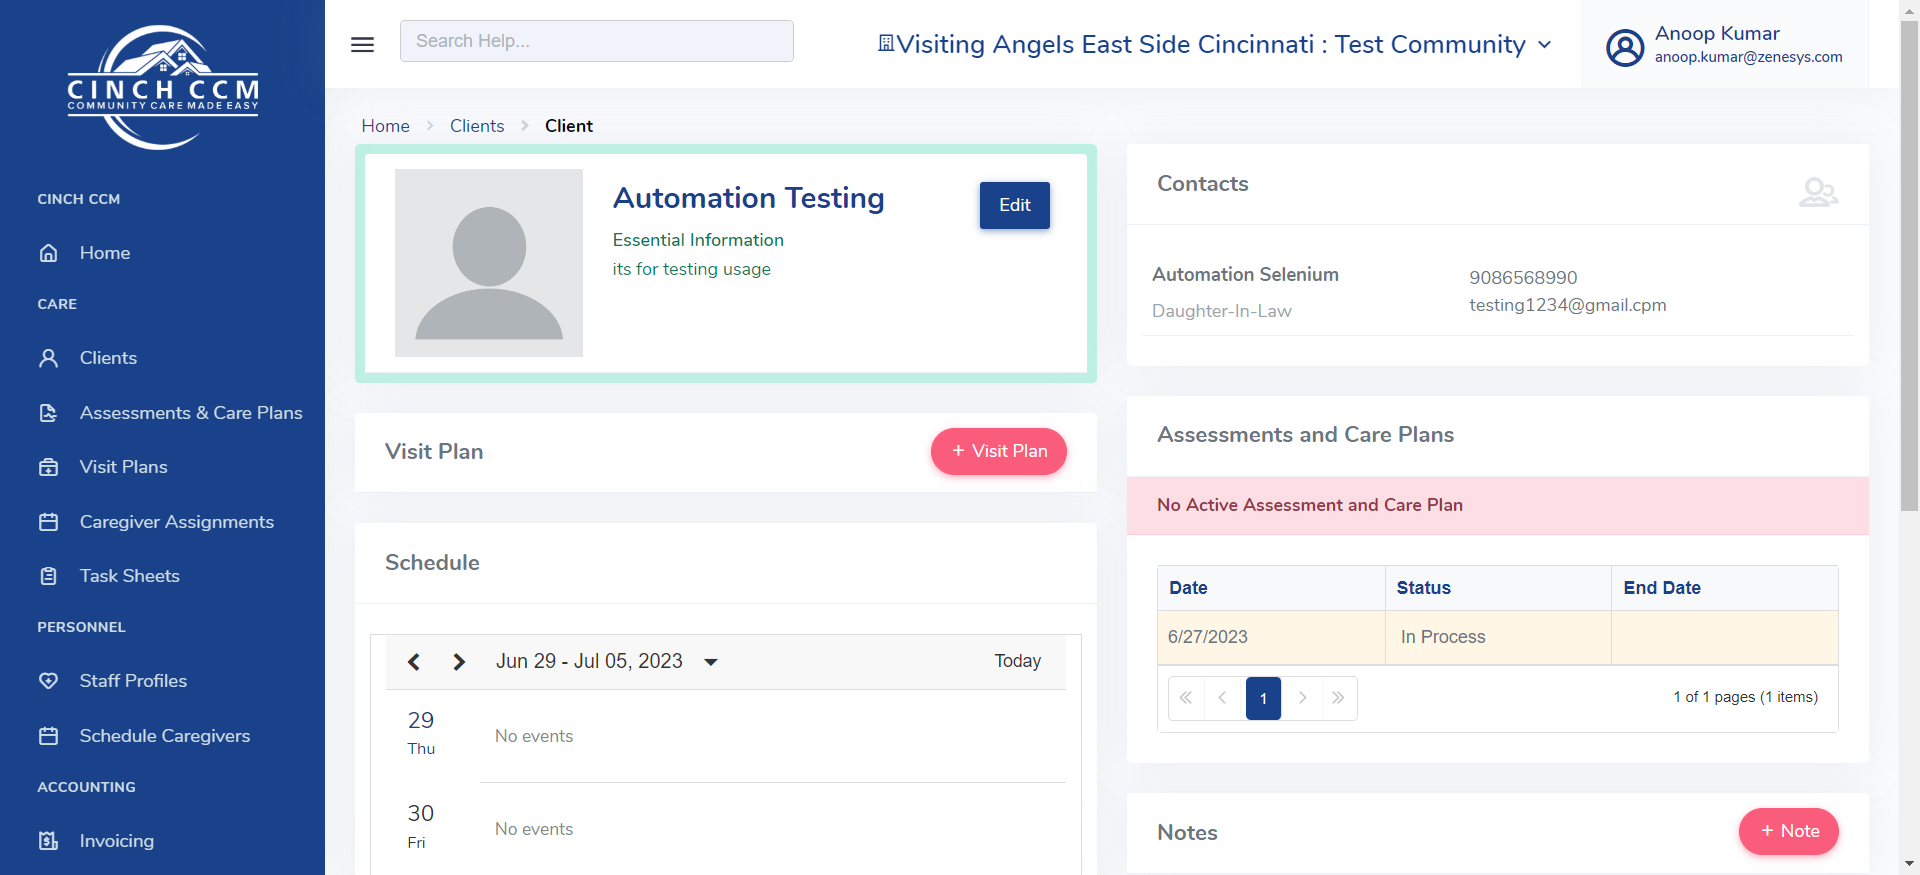 CINCH CCM
COMMUNITY CARE MADE EASY
CINCH CCM
Home
CARE
Clients
Assessments & Care Plans
Visit Plans
Caregiver Assignments
Task Sheets
PERSONNEL
Staff Profiles
Schedule Caregivers
ACCOUNTING
Invoicing
Search Help...
Visiting Angels East Side Cincinnati : Test Community
Anoop Kumar
anoop.kumar@zenesys.com
Home > Clients > Client
Automation Testing
Edit
Essential Information
its for testing usage
Visit Plan
+ Visit Plan
Schedule
Jun 29 - Jul 05, 2023
Today
29
Thu
No events
30
Fri
No events
Contacts
Automation Selenium
Daughter-In-Law
9086568990
testing1234@gmail.cpm
Assessments and Care Plans
No Active Assessment and Care Plan
Date Status End Date
6/27/2023 In Process
1
1 of 1 pages (1 items)
Notes
+ Note